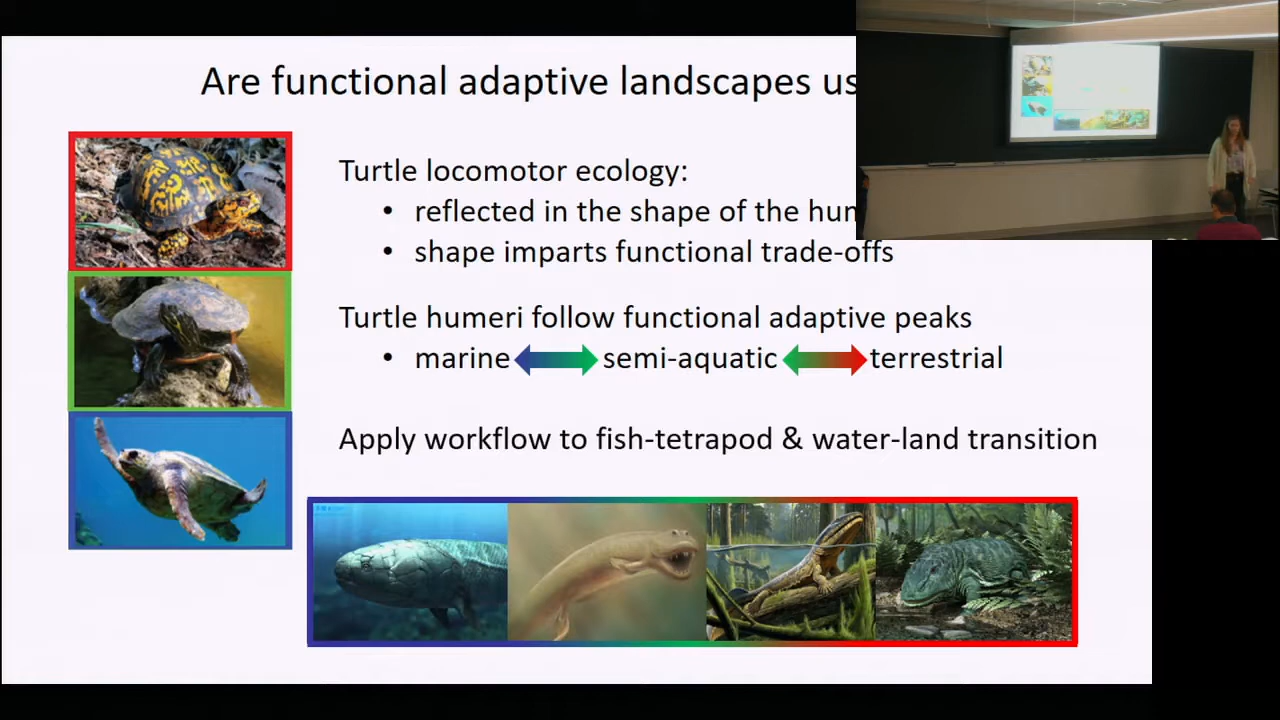 Are functional adaptive landscapes us
Turtle locomotor ecology:
• reflected in the shape of the hum
• shape imparts functional trade-offs
Turtle humeri follow functional adaptive peaks
• marine semi-aquatic terrestrial
Apply workflow to fish-tetrapod & water-land transition